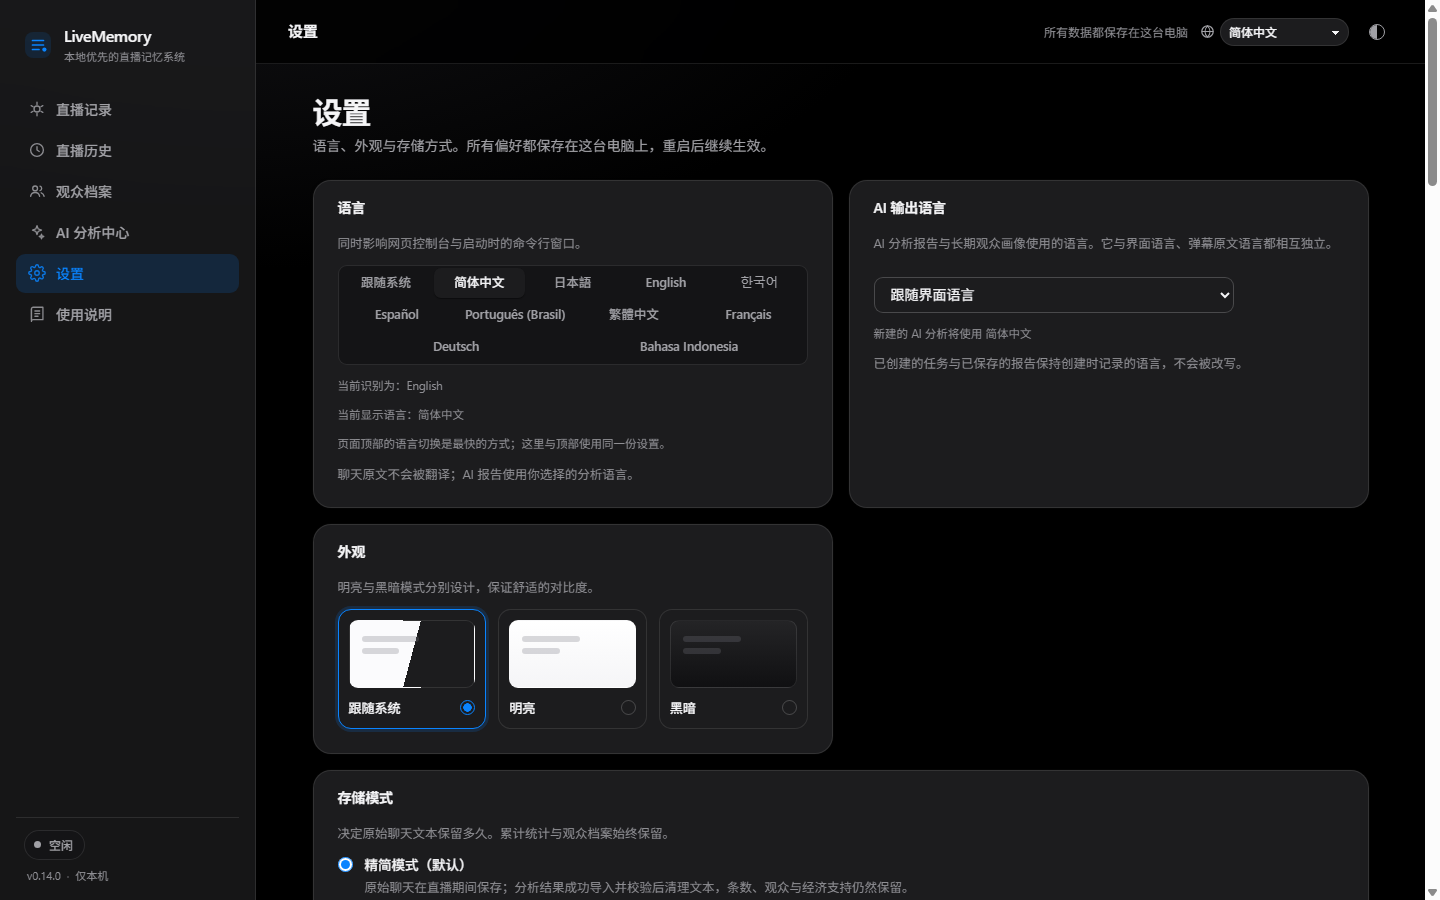 LiveMemory
本地优先的直播记忆系统
直播记录
直播历史
观众档案
AI 分析中心
设置
使用说明
空闲
v0.14.0 · 仅本机
设置
所有数据都保存在这台电脑
简体中文
设置
语言、外观与存储方式。所有偏好都保存在这台电脑上，重启后继续生效。
语言
同时影响网页控制台与启动时的命令行窗口。
跟随系统 简体中文 日本語 English 한국어
Español Português (Brasil) 繁體中文 Français
Deutsch Bahasa Indonesia
当前识别为：English
当前显示语言：简体中文
页面顶部的语言切换是最快的方式；这里与顶部使用同一份设置。
聊天原文不会被翻译；AI 报告使用你选择的分析语言。
AI 输出语言
AI 分析报告与长期观众画像使用的语言。它与界面语言、弹幕原文语言都相互独立。
跟随界面语言
新建的 AI 分析将使用 简体中文
已创建的任务与已保存的报告保持创建时记录的语言，不会被改写。
外观
明亮与黑暗模式分别设计，保证舒适的对比度。
跟随系统 明亮 黑暗
存储模式
决定原始聊天文本保留多久。累计统计与观众档案始终保留。
精简模式（默认）
原始聊天在直播期间保存；分析结果成功导入并校验后清理文本，条数、观众与经济支持仍然保留。